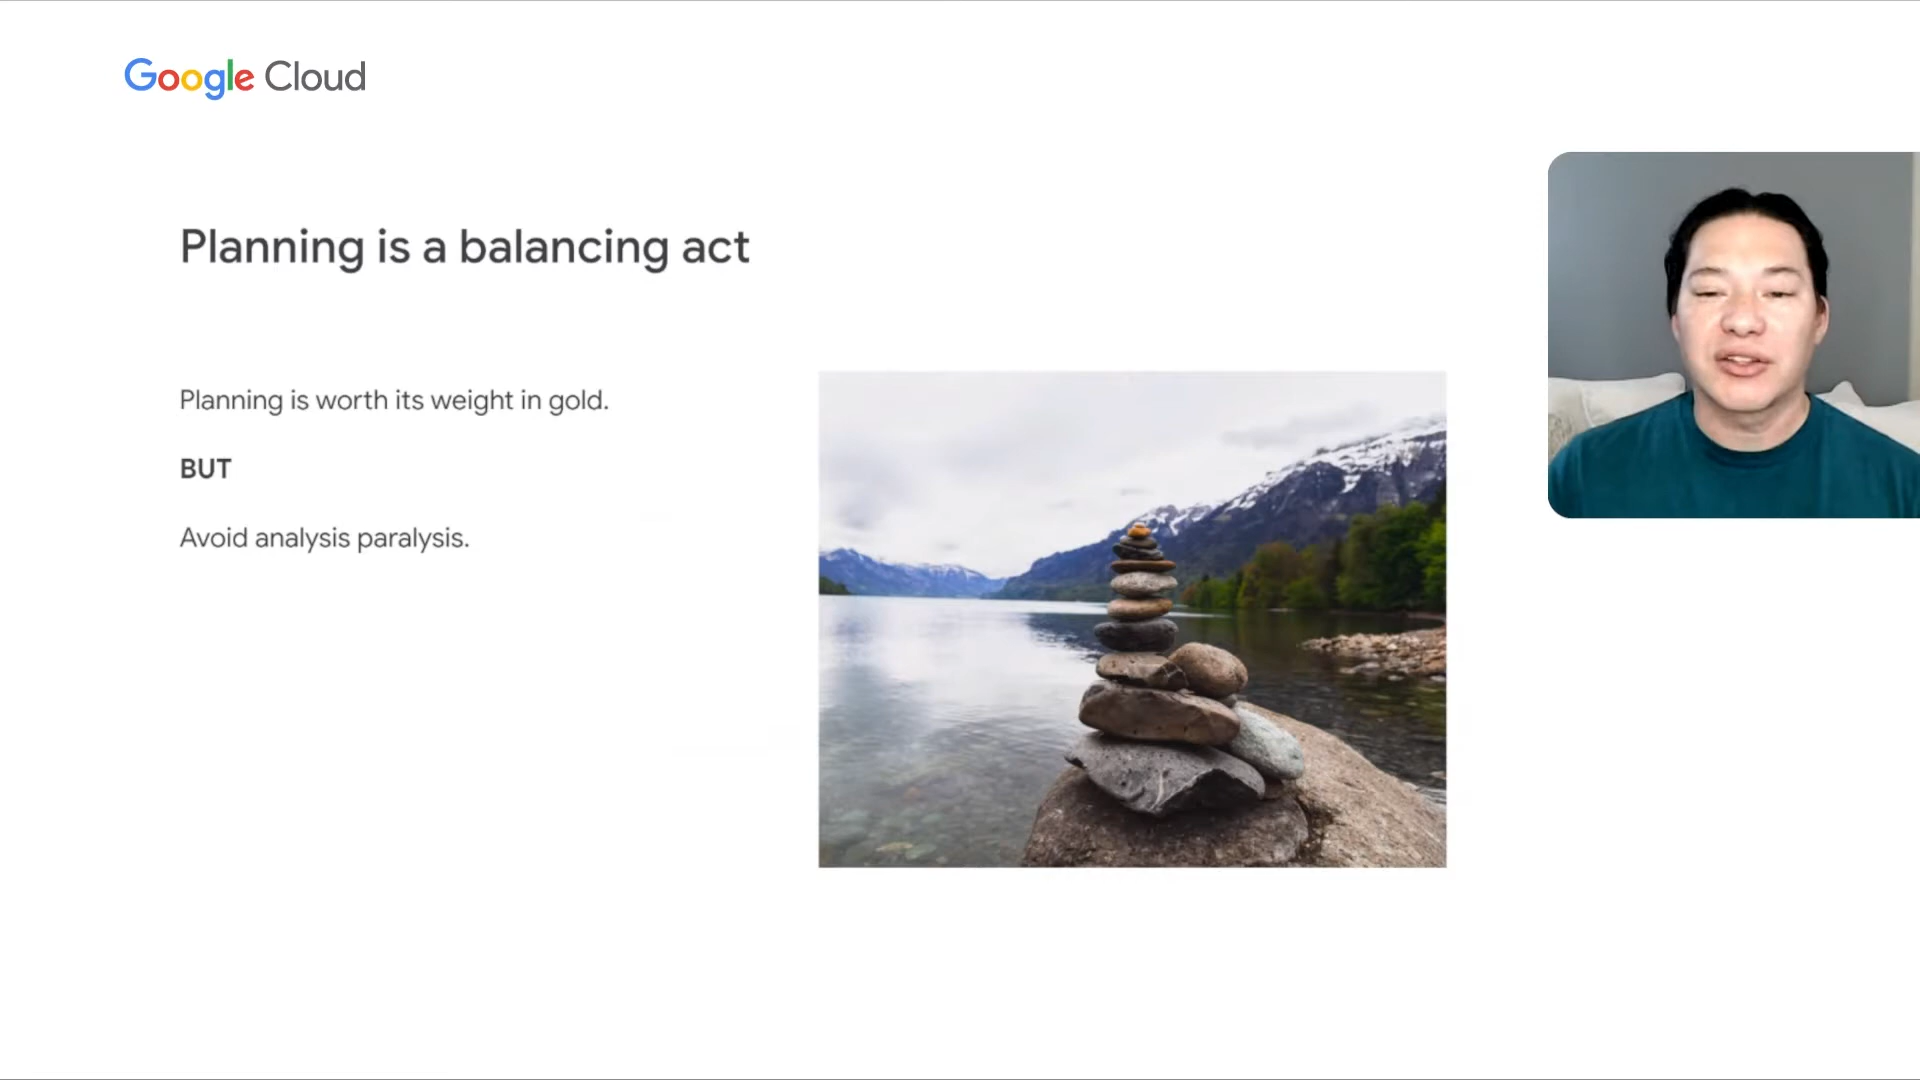 Google Cloud
Planning is a balancing act
Planning is worth its weight in gold.
BUT
Avoid analysis paralysis.